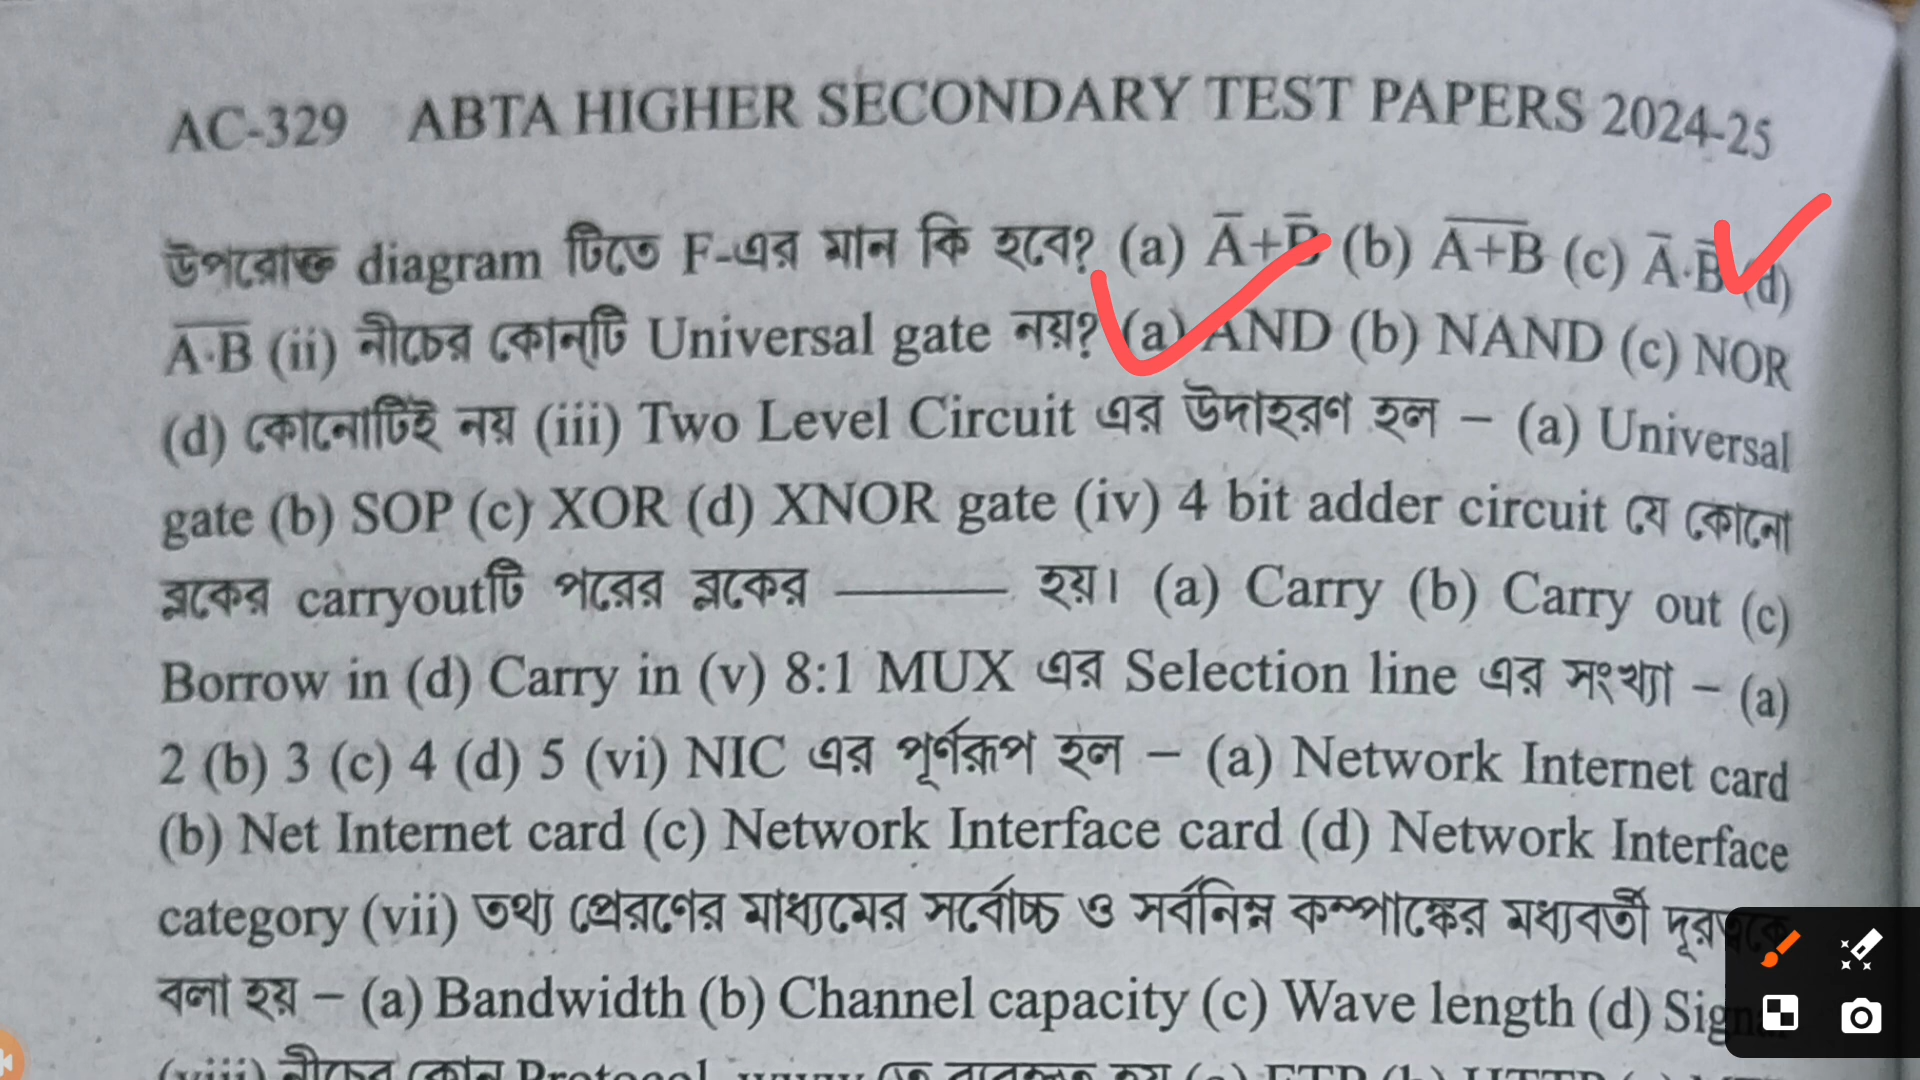 AC-329 ABTA HIGHER SECONDARY TEST PAPERS 2024-25
উপরোক্ত diagram টিতে F-এর মান কি হবে? (a) A̅+B̅ (b) A̅+̅B̅ (c) A̅·B̅ (d)
A̅·̅B̅ (ii) নীচের কোন্‌টি Universal gate নয়? (a) AND (b) NAND (c) NOR
(d) কোনোটিই নয় (iii) Two Level Circuit এর উদাহরণ হল – (a) Universal
gate (b) SOP (c) XOR (d) XNOR gate (iv) 4 bit adder circuit যে কোনো
ব্লকের carryoutটি পরের ব্লকের ——— হয়। (a) Carry (b) Carry out (c)
Borrow in (d) Carry in (v) 8:1 MUX এর Selection line এর সংখ্যা – (a)
2 (b) 3 (c) 4 (d) 5 (vi) NIC এর পূর্ণরূপ হল – (a) Network Internet card
(b) Net Internet card (c) Network Interface card (d) Network Interface
category (vii) তথ্য প্রেরণের মাধ্যমের সর্বোচ্চ ও সর্বনিম্ন কম্পাঙ্কের মধ্যবর্তী দূরত্বকে
বলা হয় – (a) Bandwidth (b) Channel capacity (c) Wave length (d)
(viii) নীচের কোন Protocol